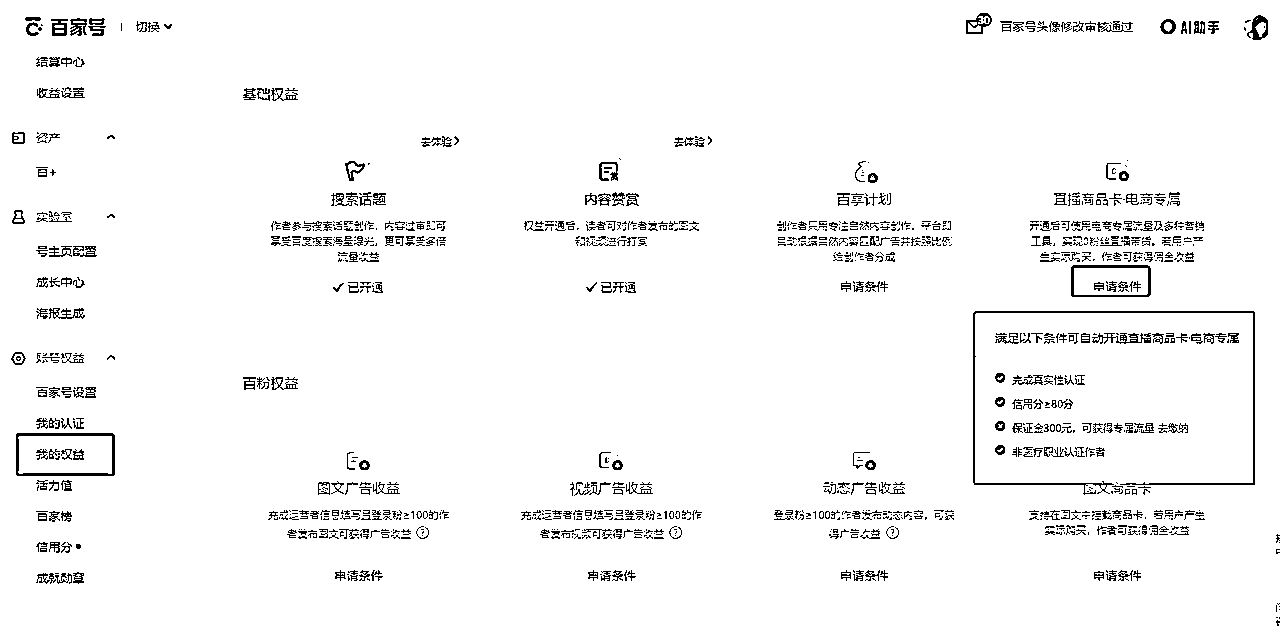 百家号
切换
30
百家号头像修改审核通过
AI助手
结算中心
收益设置
资产
百+
实验室
号主页配置
成长中心
海报生成
账号权益
百家号设置
我的认证
我的权益
活力值
百家榜
信用分
成就勋章
基础权益
去体验
搜索话题
作者参与搜索话题创作，内容过审即可
享受百度搜索海量曝光，更可享受多倍
流量收益
已开通
去体验
内容赞赏
权益开通后，读者可对作者发布的图文
和视频进行打赏
已开通
百享计划
创作者只用专注自然内容创作，平台即
自动根据自然内容匹配广告并按照比例
给创作者分成
申请条件
直播商品卡·电商专属
开通后可使用电商专属流量及多种营销
工具，实现0粉丝直播带货。若用户产
生实际购买，作者可获得佣金收益
申请条件
满足以下条件可自动开通直播商品卡·电商专属
完成真实性认证
信用分≥80分
保证金300元，可获得专属流量 去缴纳
非医疗职业认证作者
百粉权益
图文广告收益
充成运营者信息填写且登录粉≥100的作
者发布图文可获得广告收益
申请条件
视频广告收益
充成运营者信息填写且登录粉≥100的作
者发布视频可获得广告收益
申请条件
动态广告收益
登录粉≥100的作者发布动态内容，可获
得广告收益
申请条件
图文商品卡
支持在图文中挂载商品卡，若用户产生
实际购买，作者可获得佣金收益
申请条件